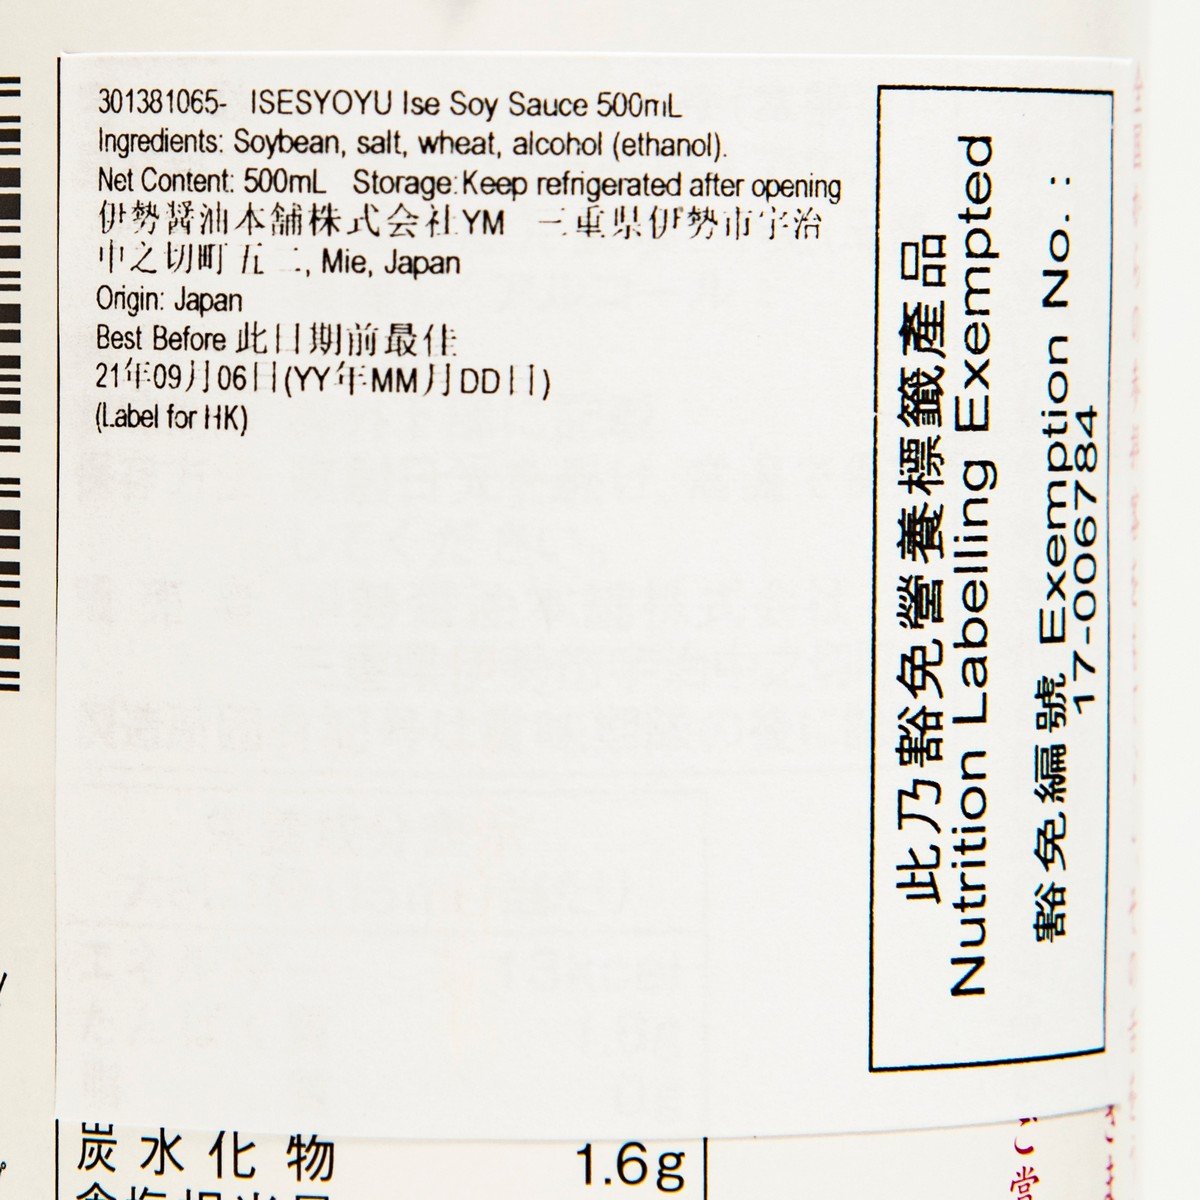 301381065- ISESYOYU Ise Soy Sauce 500mL
Ingredients: Soybean, salt, wheat, alcohol (ethanol).
Net Content: 500mL Storage:Keep refrigerated after opening
伊勢醤油本舗株式会社YM 三重県伊勢市宇治
中之切町五二, Mie, Japan
Origin: Japan
Best Before 此日期前最佳
21年09月06日(YY年MM月DD日)
(Label for HK)
此乃豁免營養標籤產品
Nutrition Labelling Exempted
豁免編號 Exemption No. :
17-006784
炭水化物 1.6g